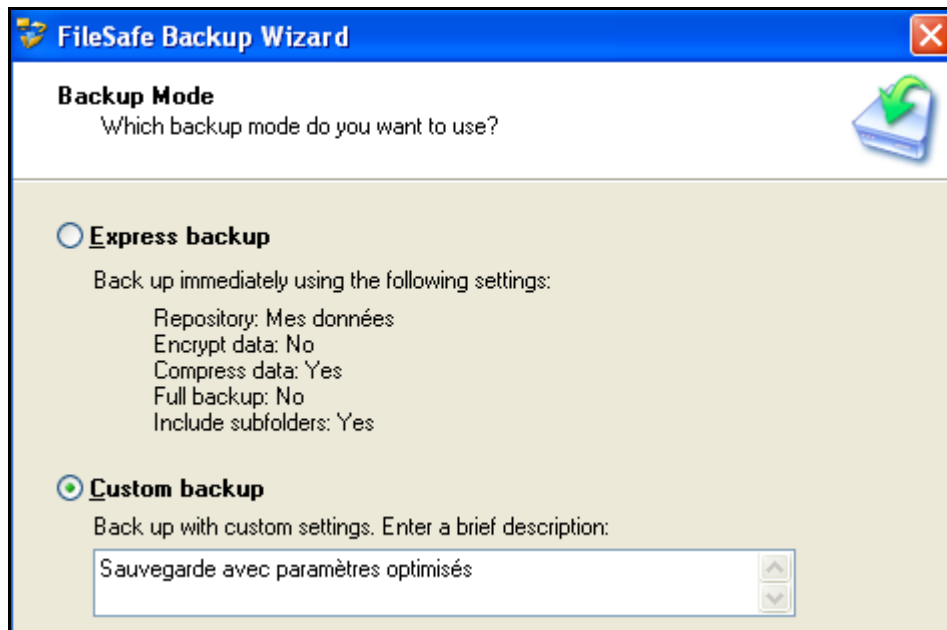 FileSafe Backup Wizard
Backup Mode
Which backup mode do you want to use?
Express backup
Back up immediately using the following settings:
Repository: Mes données
Encrypt data: No
Compress data: Yes
Full backup: No
Include subfolders: Yes
Custom backup
Back up with custom settings. Enter a brief description:
Sauvegarde avec paramètres optimisés